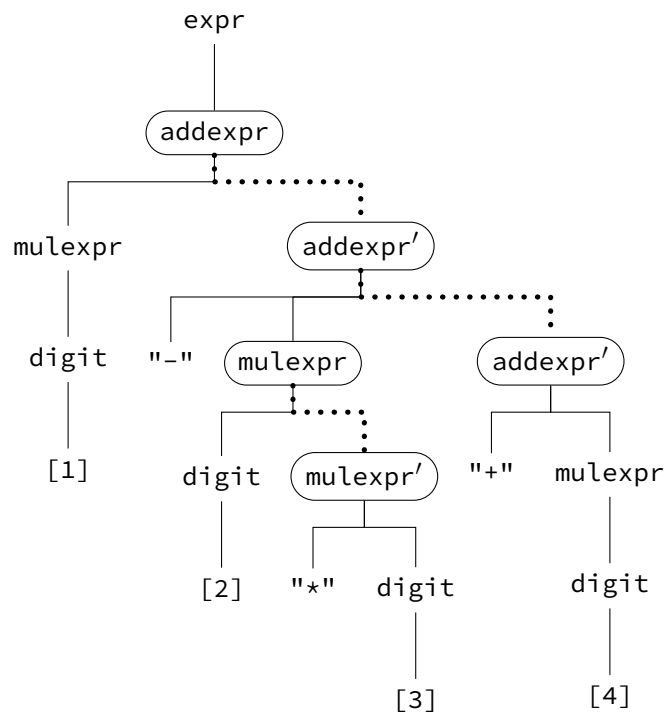 expr
addexpr
mulexpr addexpr′
digit "-" mulexpr addexpr′
[1] digit mulexpr′ "+" mulexpr
[2] "*" digit digit
[3] [4]